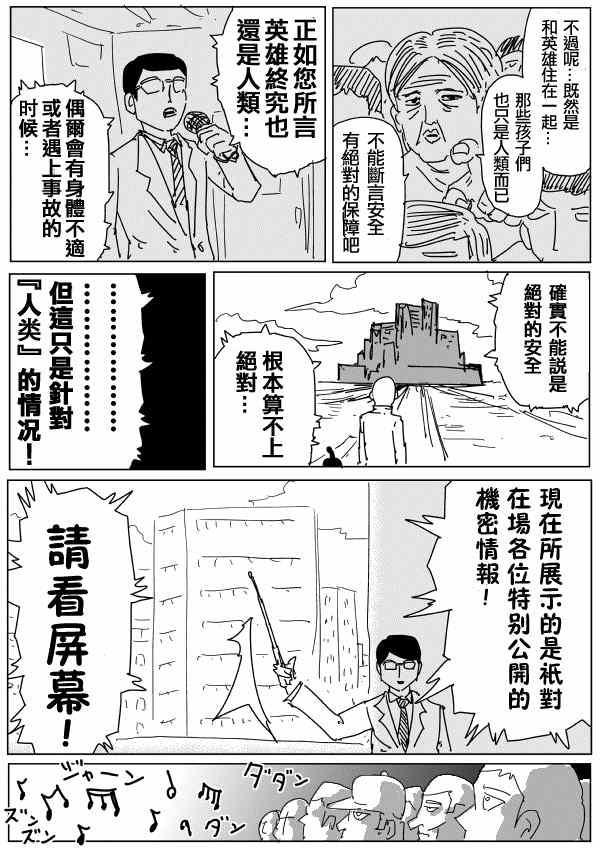 不過呢…既然是
和英雄住在一起…
那些孩子們
也只是人類而已
不能斷言安全
有絕對的保障吧
正如您所言
英雄終究也
還是人類…
偶爾會有身體不適
或者遇上事故的
时候…
確實不能説是
絕對的安全
根本算不上
絕對…
………………
………………
但這只是針對
『人类』的情况！
現在所展示的是祇對
在場各位特别公開的
機密情報！
請看屏幕！
ジャーン
ズン
ズン
ダダン
ダン